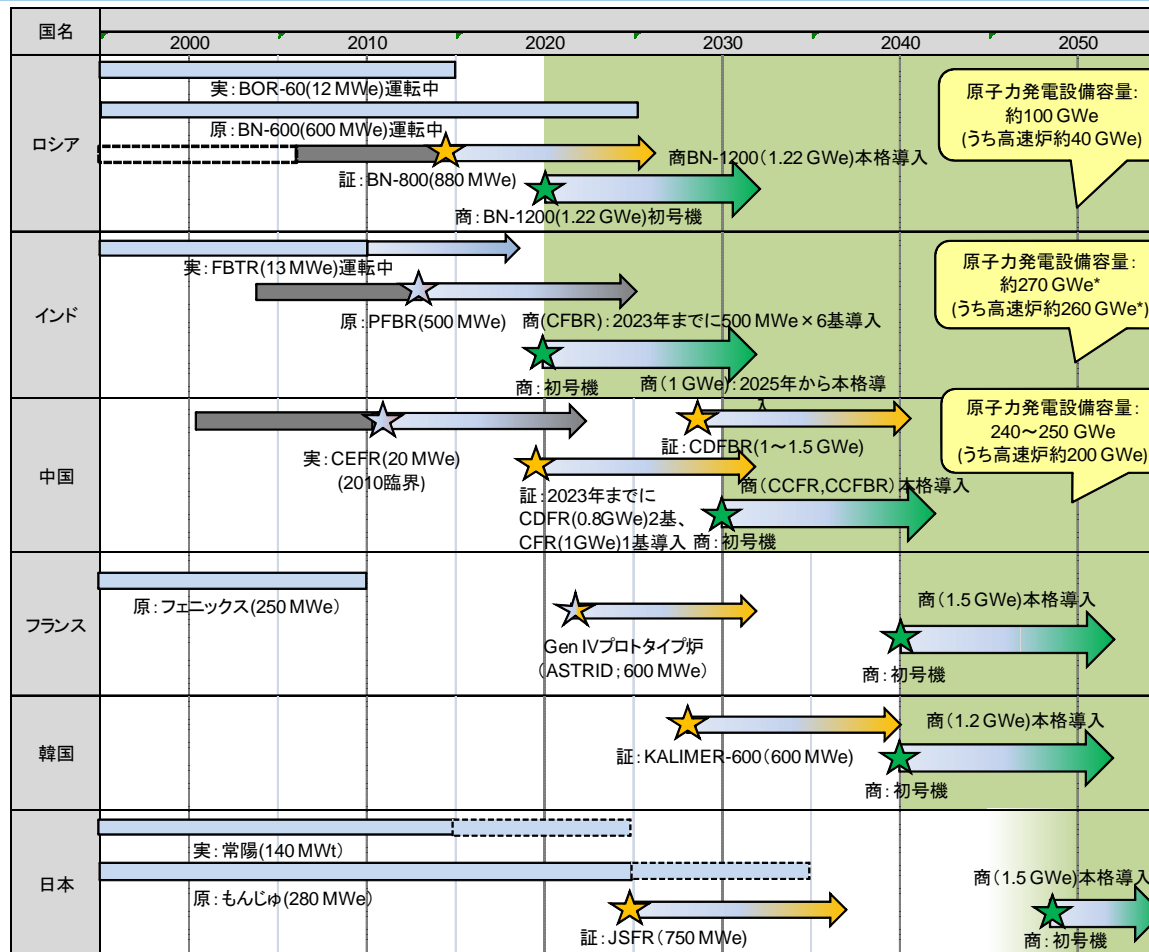 国名
2000
2010
2020
2030
2040
2050
ロシア
実:BOR-60(12 MWe)運転中
原:BN-600(600 MWe)運転中
証:BN-800(880 MWe)
商BN-1200(1.22 GWe)本格導入
商:BN-1200(1.22 GWe)初号機
原子力発電設備容量:
約100 GWe
(うち高速炉約40 GWe)
インド
実:FBTR(13 MWe)運転中
原:PFBR(500 MWe)
商(CFBR):2023年までに500 MWe×6基導入
商:初号機
商(1 GWe):2025年から本格導
入
原子力発電設備容量:
約270 GWe*
(うち高速炉約260 GWe*)
中国
実:CEFR(20 MWe)
(2010臨界)
証:CDFBR(1~1.5 GWe)
証:2023年までに
CDFR(0.8GWe)2基、
CFR(1GWe)1基導入
商(CCFR,CCFBR)本格導入
商:初号機
原子力発電設備容量:
240~250 GWe
(うち高速炉約200 GWe)
フランス
原:フェニックス(250 MWe)
Gen IVプロトタイプ炉
(ASTRID;600 MWe)
商(1.5 GWe)本格導入
商:初号機
韓国
証:KALIMER-600(600 MWe)
商(1.2 GWe)本格導入
商:初号機
日本
実:常陽(140 MWt)
原:もんじゅ(280 MWe)
証:JSFR(750 MWe)
商(1.5 GWe)本格導入
商:初号機